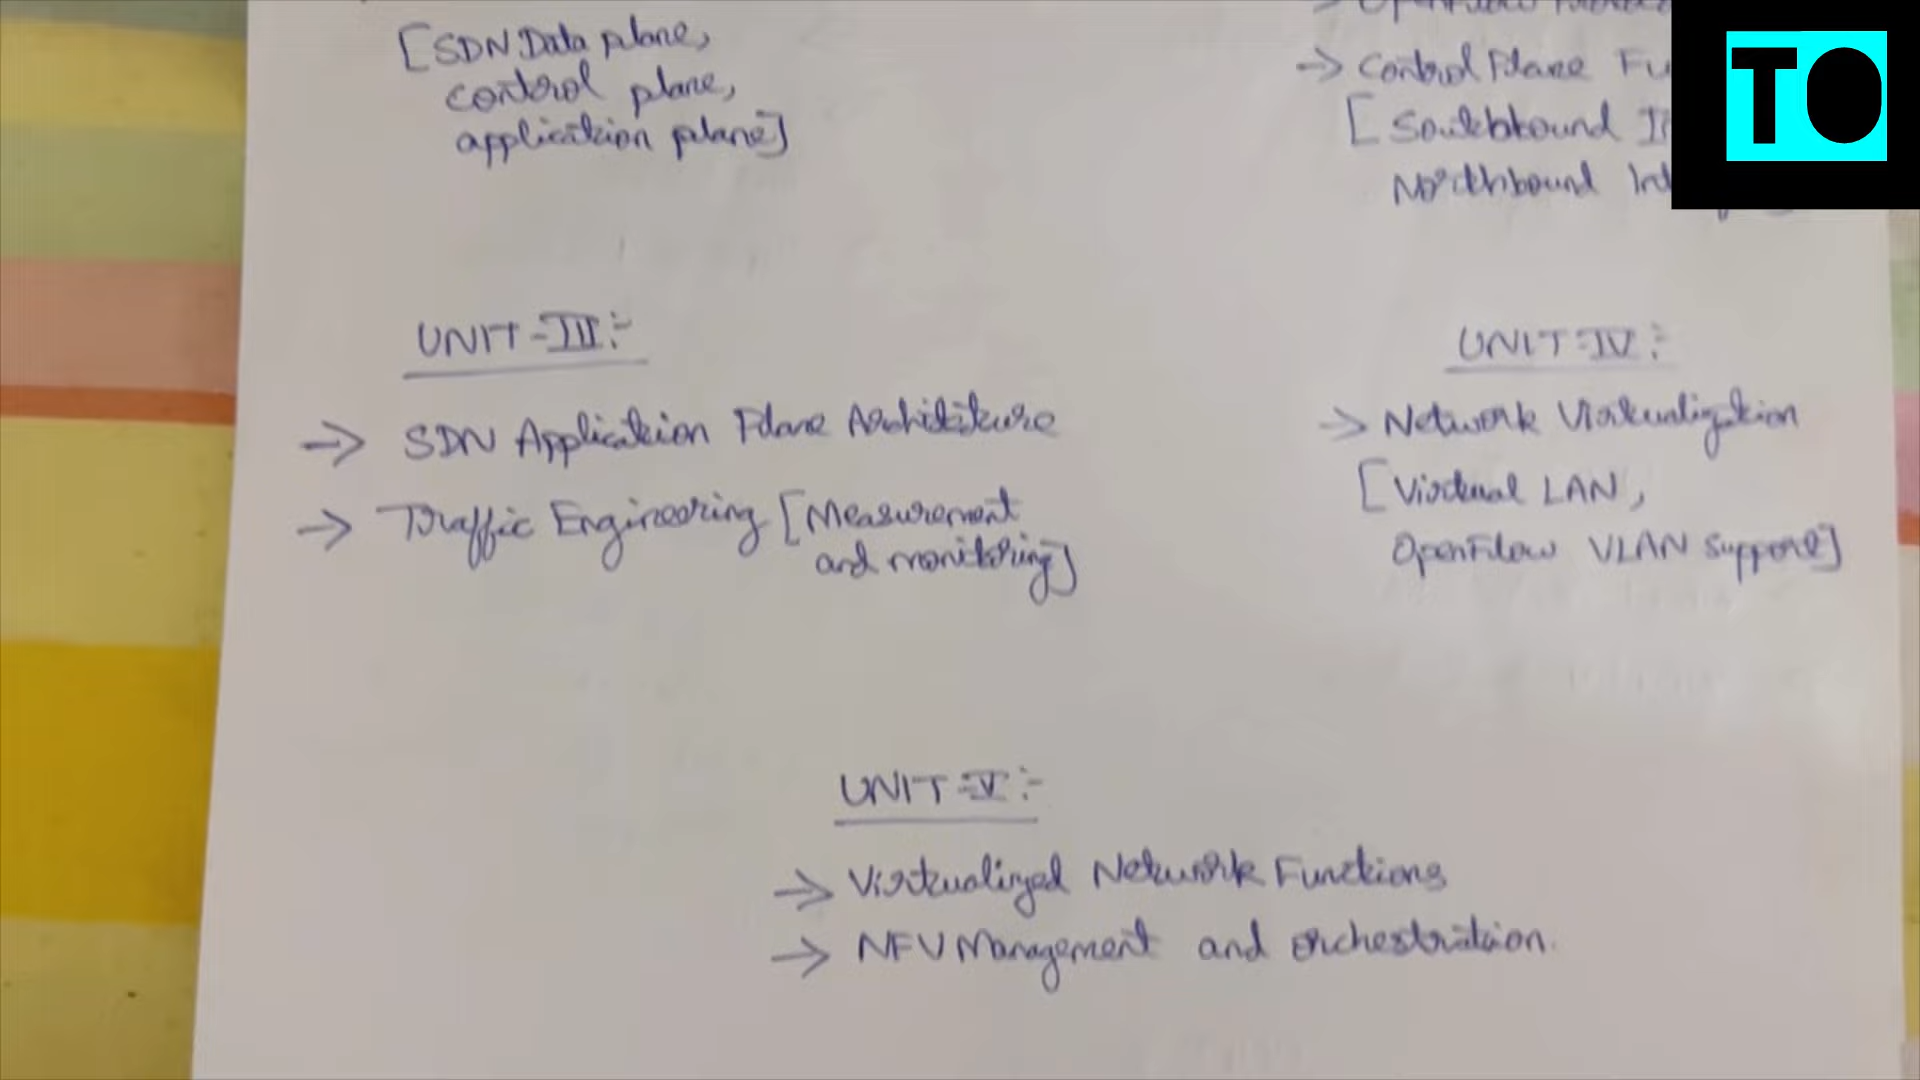 [SDN Data plane,
control plane,
application plane]
→ Control Plane
[Southbound
Northbound
TO
UNIT-III:-
→ SDN Application Plane Architecture
→ Traffic Engineering [Measurement
and monitoring]
UNIT-IV:-
→ Network Virtualization
[Virtual LAN,
OpenFlow VLAN Support]
UNIT-V:-
→ Virtualized Network Functions
→ NFV Management and orchestration.